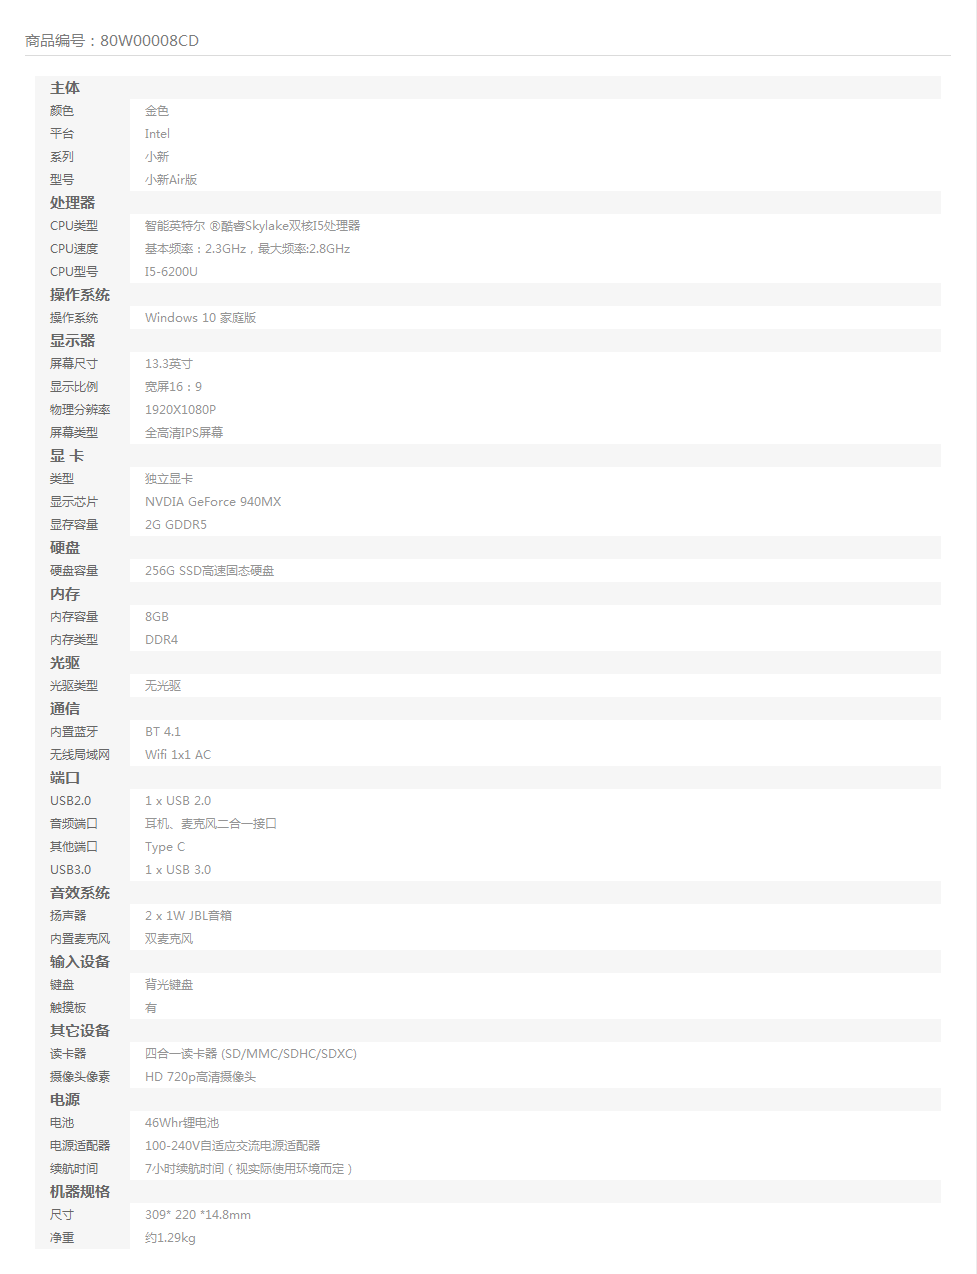 商品编号：80W00008CD
主体
颜色 金色
平台 Intel
系列 小新
型号 小新Air版
处理器
CPU类型 智能英特尔 ®酷睿Skylake双核I5处理器
CPU速度 基本频率：2.3GHz，最大频率:2.8GHz
CPU型号 I5-6200U
操作系统
操作系统 Windows 10 家庭版
显示器
屏幕尺寸 13.3英寸
显示比例 宽屏16：9
物理分辨率 1920X1080P
屏幕类型 全高清IPS屏幕
显 卡
类型 独立显卡
显示芯片 NVDIA GeForce 940MX
显存容量 2G GDDR5
硬盘
硬盘容量 256G SSD高速固态硬盘
内存
内存容量 8GB
内存类型 DDR4
光驱
光驱类型 无光驱
通信
内置蓝牙 BT 4.1
无线局域网 Wifi 1x1 AC
端口
USB2.0 1 x USB 2.0
音频端口 耳机、麦克风二合一接口
其他端口 Type C
USB3.0 1 x USB 3.0
音效系统
扬声器 2 x 1W JBL音箱
内置麦克风 双麦克风
输入设备
键盘 背光键盘
触摸板 有
其它设备
读卡器 四合一读卡器 (SD/MMC/SDHC/SDXC)
摄像头像素 HD 720p高清摄像头
电源
电池 46Whr锂电池
电源适配器 100-240V自适应交流电源适配器
续航时间 7小时续航时间（视实际使用环境而定）
机器规格
尺寸 309* 220 *14.8mm
净重 约1.29kg